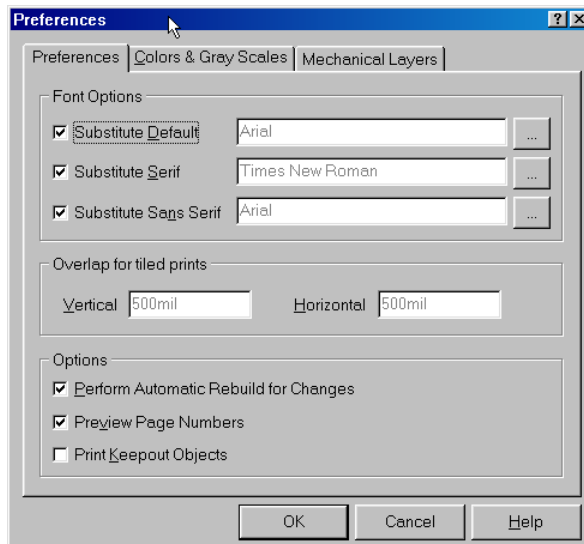 Preferences
Preferences Colors & Gray Scales Mechanical Layers
Font Options
Substitute Default Arial ...
Substitute Serif Times New Roman ...
Substitute Sans Serif Arial ...
Overlap for tiled prints
Vertical 500mil Horizontal 500mil
Options
Perform Automatic Rebuild for Changes
Preview Page Numbers
Print Keepout Objects
OK Cancel Help